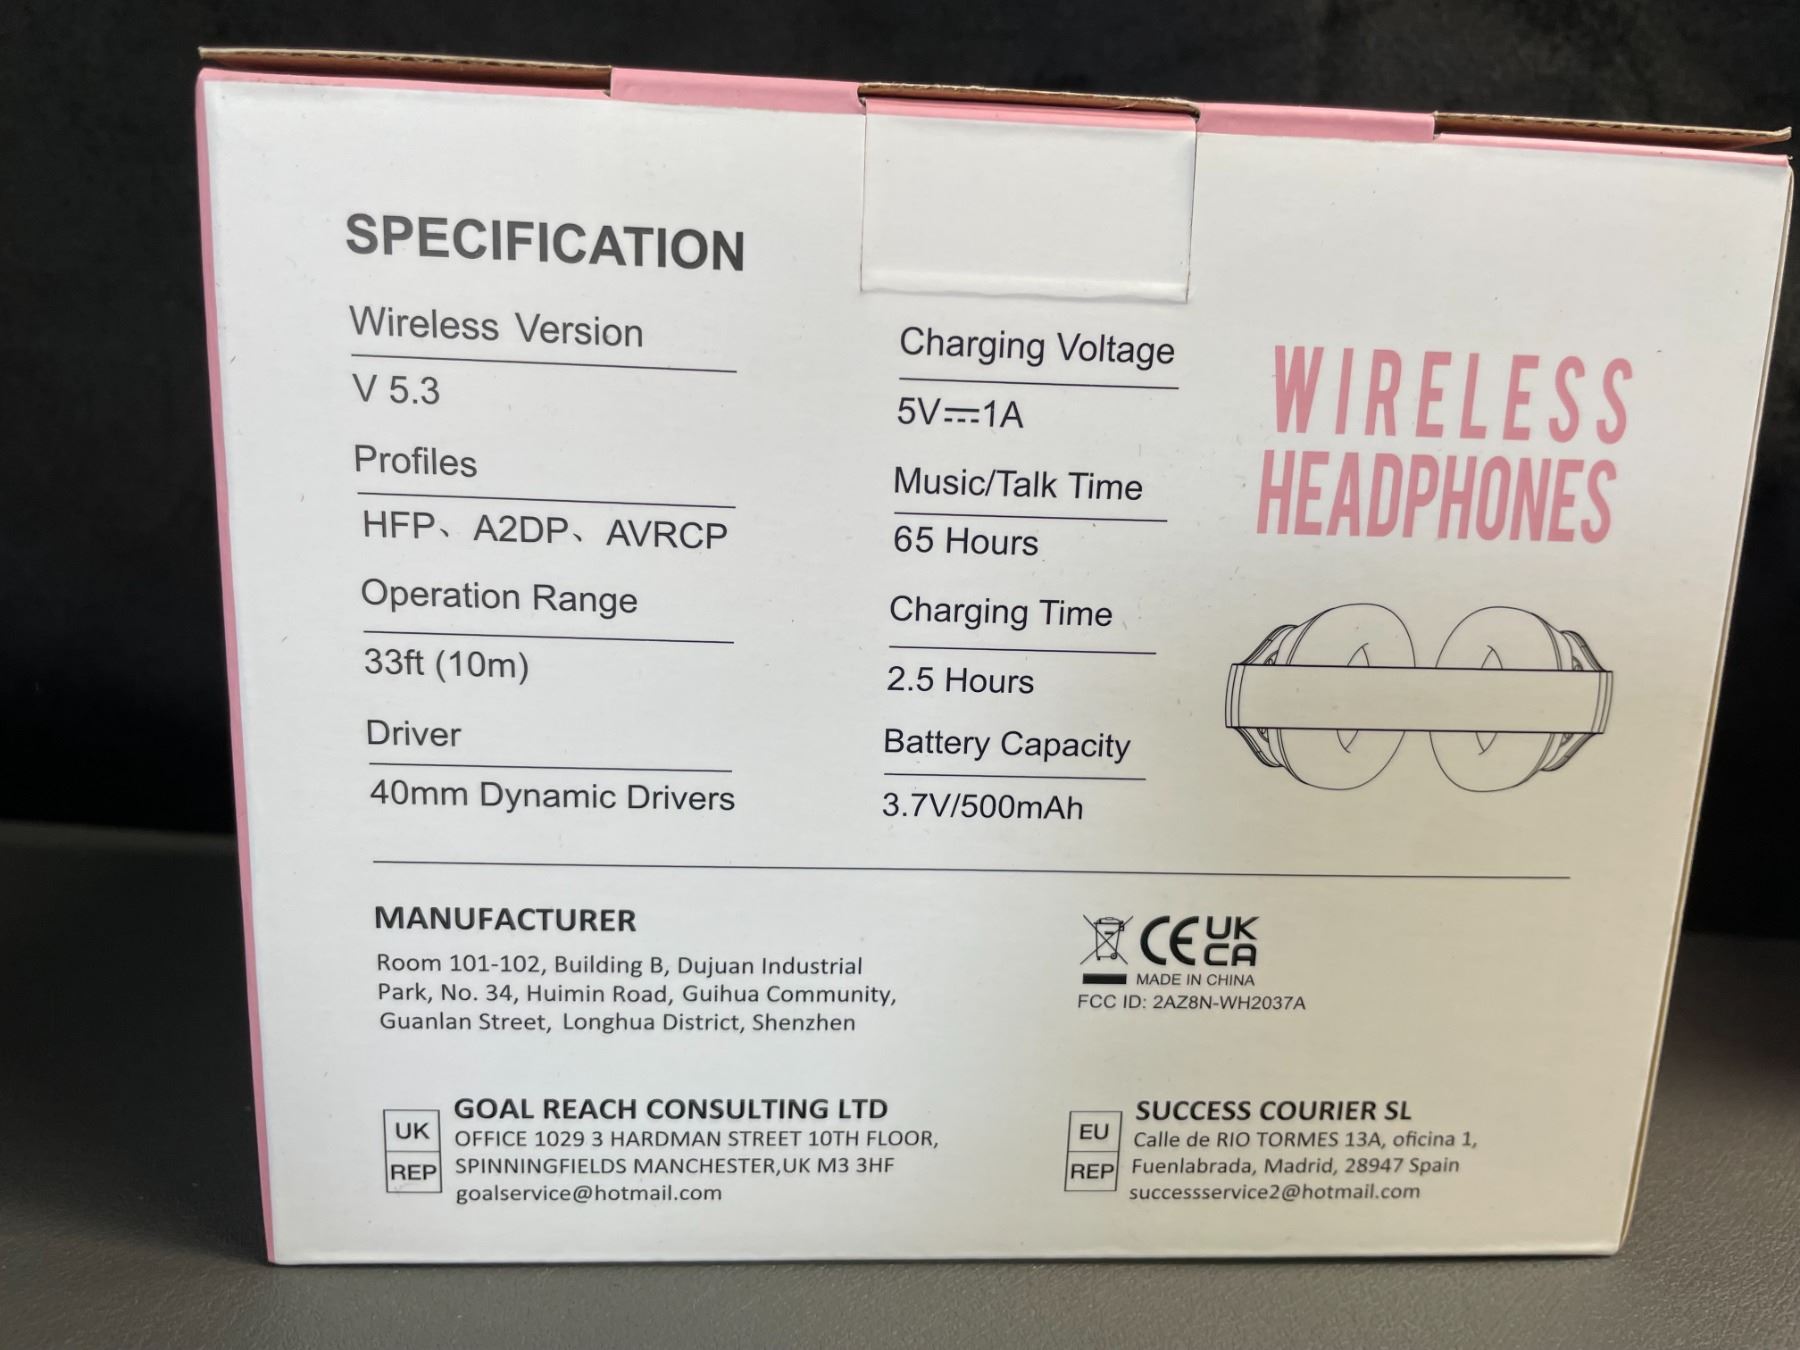 SPECIFICATION
Wireless Version
V 5.3
Profiles
HFP、A2DP、AVRCP
Operation Range
33ft (10m)
Driver
40mm Dynamic Drivers
Charging Voltage
5V⎓1A
Music/Talk Time
65 Hours
Charging Time
2.5 Hours
Battery Capacity
3.7V/500mAh
WIRELESS
HEADPHONES
MANUFACTURER
Room 101-102, Building B, Dujuan Industrial
Park, No. 34, Huimin Road, Guihua Community,
Guanlan Street, Longhua District, Shenzhen
CE UK
CA
MADE IN CHINA
FCC ID: 2AZ8N-WH2037A
UK
REP
GOAL REACH CONSULTING LTD
OFFICE 1029 3 HARDMAN STREET 10TH FLOOR,
SPINNINGFIELDS MANCHESTER,UK M3 3HF
goalservice@hotmail.com
EU
REP
SUCCESS COURIER SL
Calle de RIO TORMES 13A, oficina 1,
Fuenlabrada, Madrid, 28947 Spain
successservice2@hotmail.com